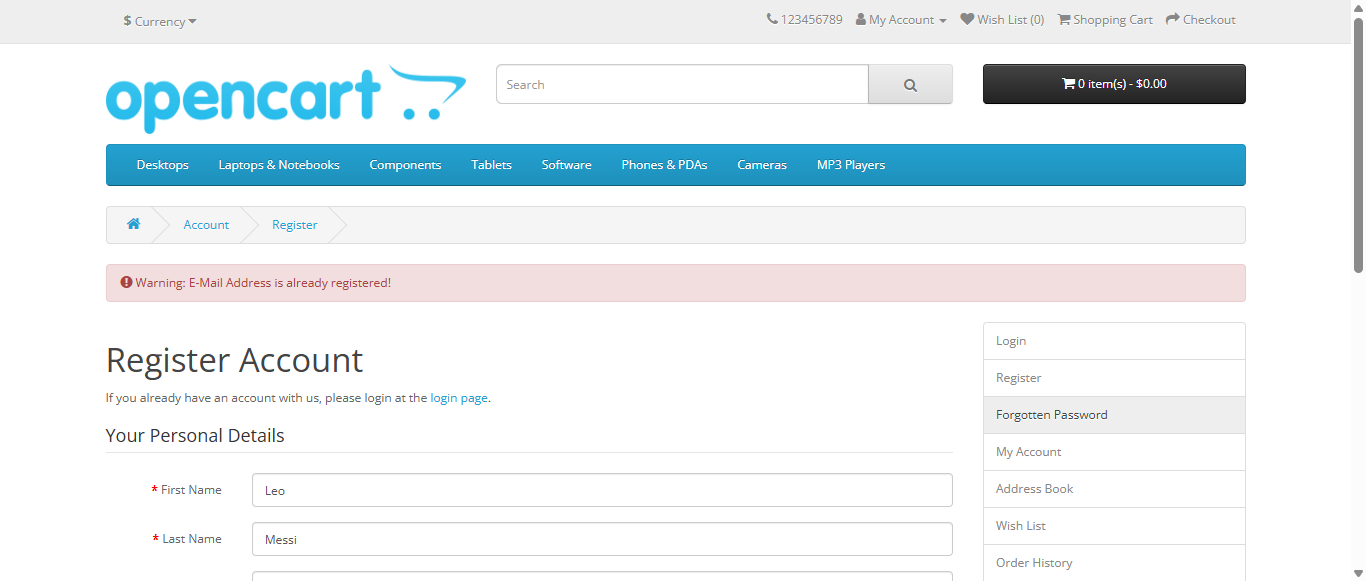 $ Currency
123456789 My Account Wish List (0) Shopping Cart Checkout
opencart
Search
0 item(s) - $0.00
Desktops Laptops & Notebooks Components Tablets Software Phones & PDAs Cameras MP3 Players
Account Register
Warning: E-Mail Address is already registered!
Register Account
If you already have an account with us, please login at the login page.
Your Personal Details
* First Name Leo
* Last Name Messi
Login
Register
Forgotten Password
My Account
Address Book
Wish List
Order History